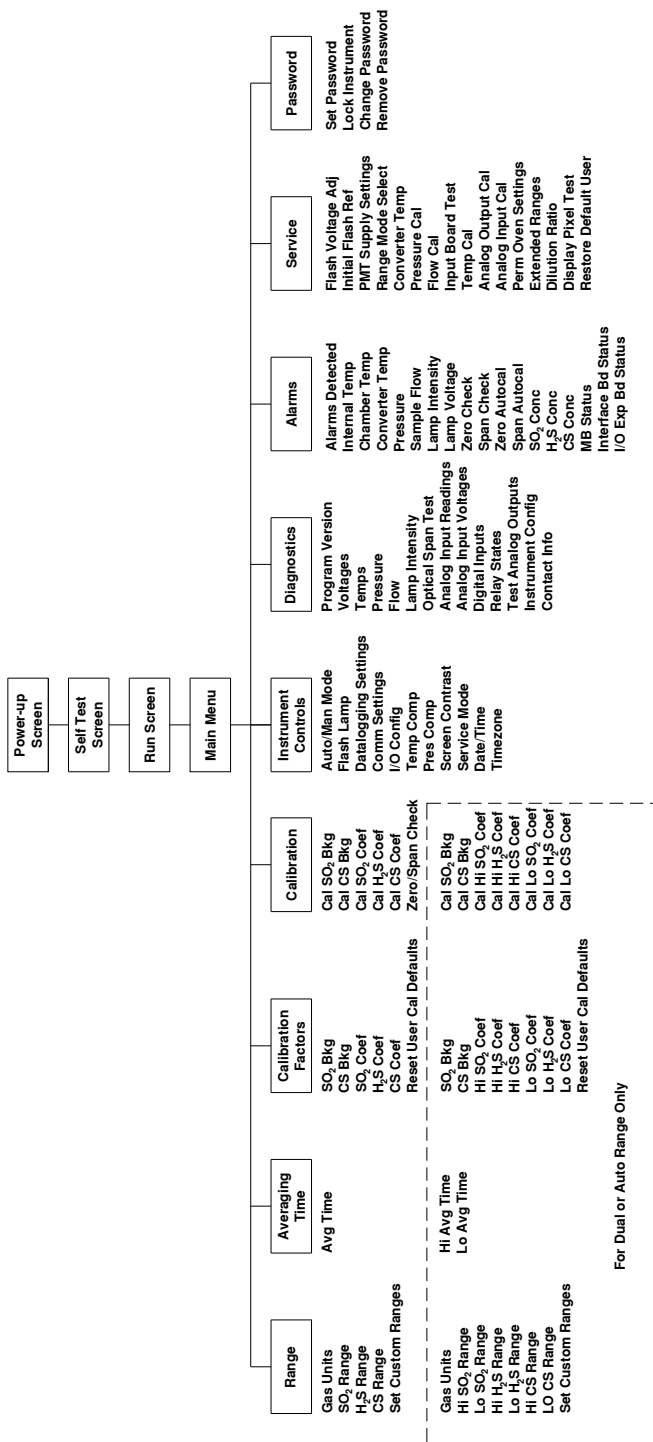 Power-up
Screen
Self Test
Screen
Run Screen
Main Menu
Range
Gas Units
SO₂ Range
H₂S Range
CS Range
Set Custom Ranges
Gas Units
Hi SO₂ Range
Lo SO₂ Range
Hi H₂S Range
Lo H₂S Range
Hi CS Range
LO CS Range
Set Custom Ranges
Averaging
Time
Avg Time
Hi Avg Time
Lo Avg Time
Calibration
Factors
SO₂ Bkg
CS Bkg
SO₂ Coef
H₂S Coef
CS Coef
Reset User Cal Defaults
SO₂ Bkg
CS Bkg
Hi SO₂ Coef
Hi H₂S Coef
Hi CS Coef
Lo SO₂ Coef
Lo H₂S Coef
Lo CS Coef
Reset User Cal Defaults
Calibration
Cal SO₂ Bkg
Cal CS Bkg
Cal SO₂ Coef
Cal H₂S Coef
Cal CS Coef
Zero/Span Check
Cal SO₂ Bkg
Cal CS Bkg
Cal Hi SO₂ Coef
Cal Hi H₂S Coef
Cal Hi CS Coef
Cal Lo SO₂ Coef
Cal Lo H₂S Coef
Cal Lo CS Coef
For Dual or Auto Range Only
Instrument
Controls
Auto/Man Mode
Flash Lamp
Datalogging Settings
Comm Settings
I/O Config
Temp Comp
Pres Comp
Screen Contrast
Service Mode
Date/Time
Timezone
Diagnostics
Program Version
Voltages
Temps
Pressure
Flow
Lamp Intensity
Optical Span Test
Analog Input Readings
Analog Input Voltages
Digital Inputs
Relay States
Test Analog Outputs
Instrument Config
Contact Info
Alarms
Alarms Detected
Internal Temp
Chamber Temp
Converter Temp
Pressure
Sample Flow
Lamp Intensity
Lamp Voltage
Zero Check
Span Check
Zero Autocal
Span Autocal
SO₂ Conc
H₂S Conc
CS Conc
MB Status
Interface Bd Status
I/O Exp Bd Status
Service
Flash Voltage Adj
Initial Flash Ref
PMT Supply Settings
Range Mode Select
Converter Temp
Pressure Cal
Flow Cal
Input Board Test
Temp Cal
Analog Output Cal
Analog Input Cal
Perm Oven Settings
Extended Ranges
Dilution Ratio
Display Pixel Test
Restore Default User
Password
Set Password
Lock Instrument
Change Password
Remove Password